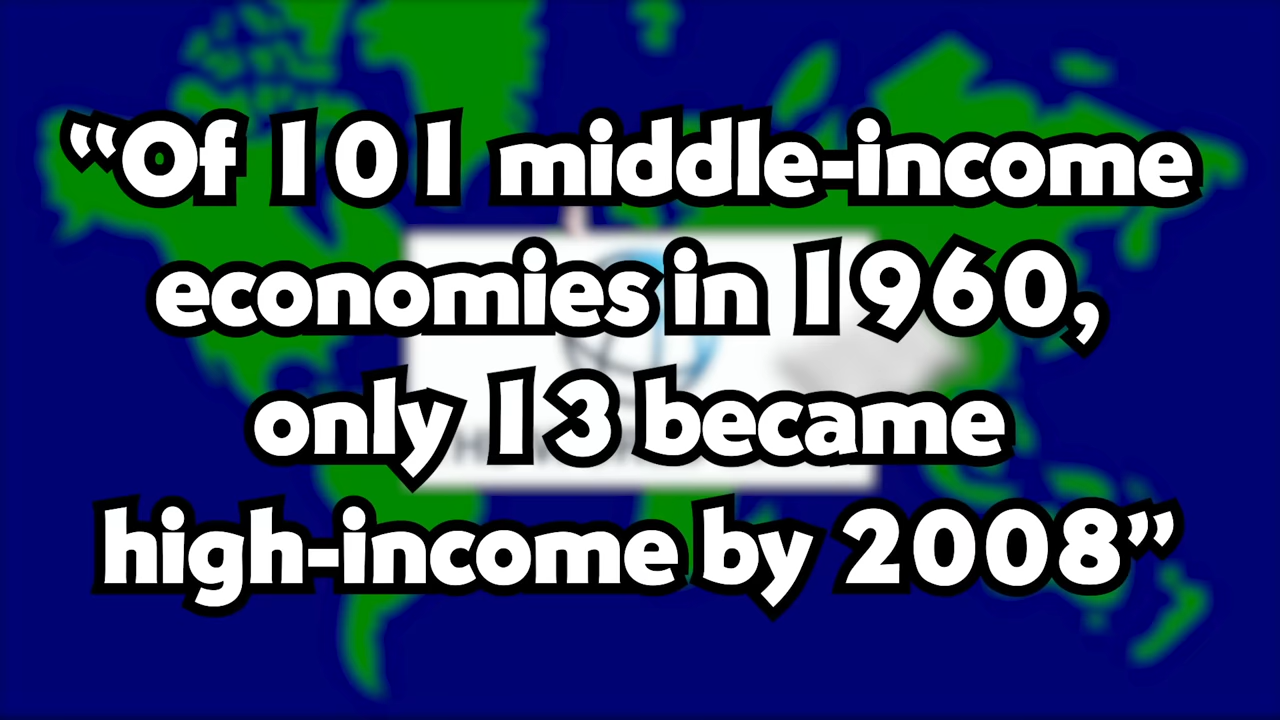 “Of 101 middle-income
economies in 1960,
only 13 became
high-income by 2008”